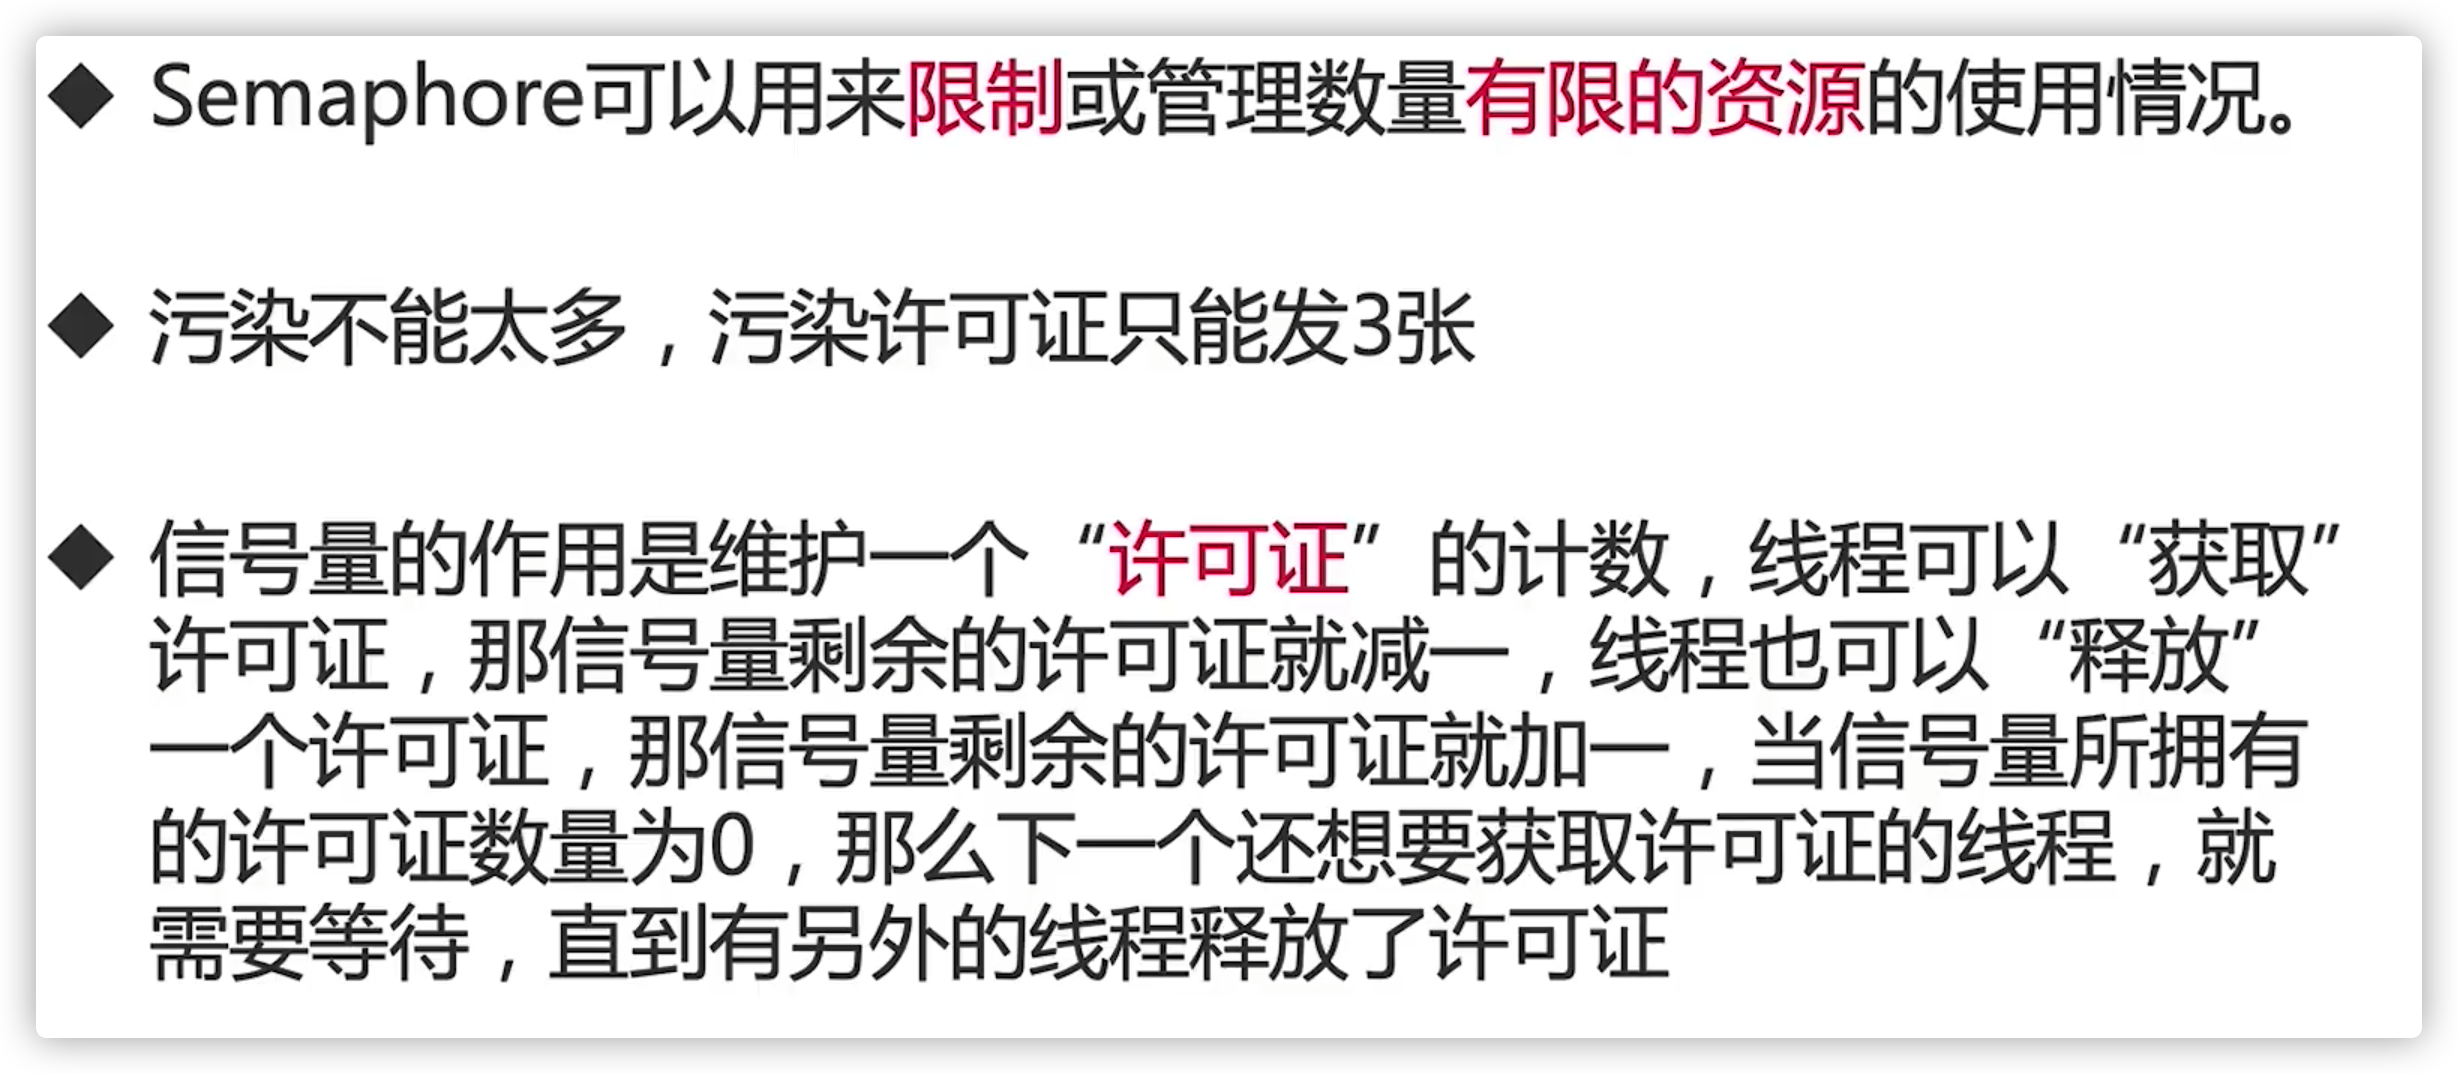 ◆ Semaphore可以用来限制或管理数量有限的资源的使用情况。
◆ 污染不能太多，污染许可证只能发3张
◆ 信号量的作用是维护一个“许可证”的计数，线程可以“获取”
许可证，那信号量剩余的许可证就减一，线程也可以“释放”
一个许可证，那信号量剩余的许可证就加一，当信号量所拥有
的许可证数量为0，那么下一个还想要获取许可证的线程，就
需要等待，直到有另外的线程释放了许可证